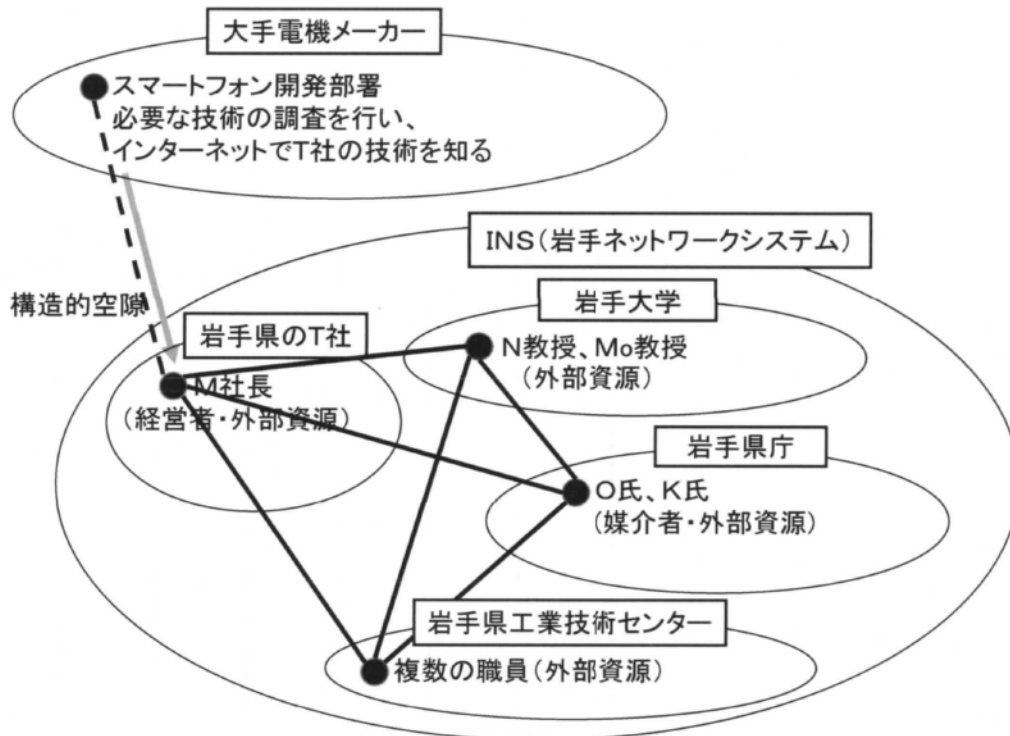 大手電機メーカー
スマートフォン開発部署
必要な技術の調査を行い、
インターネットでT社の技術を知る
INS(岩手ネットワークシステム)
構造的空隙
岩手大学
岩手県のT社
N教授、Mo教授
(外部資源)
M社長
(経営者・外部資源)
岩手県庁
O氏、K氏
(媒介者・外部資源)
岩手県工業技術センター
複数の職員(外部資源)